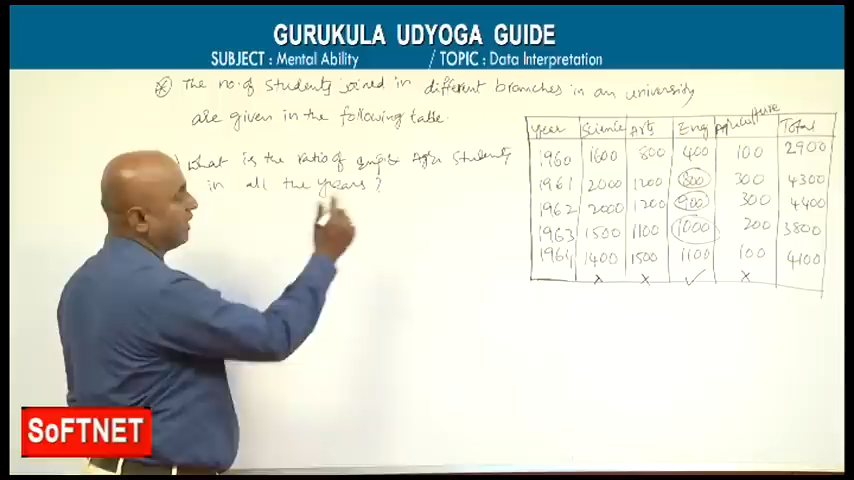 GURUKULA UDYOGA GUIDE
SUBJECT : Mental Ability / TOPIC : Data Interpretation
The no. of students joined in different branches in an university
are given in the following table.
What is the ratio of eng & Agri students
in all the years?
Year Science Arts Eng Agriculture Total
1960 1600 800 400 100 2900
1961 2000 1200 800 300 4300
1962 2000 1200 900 300 4400
1963 1500 1100 1000 200 3800
1964 1400 1500 1100 100 4100
SoFTNET